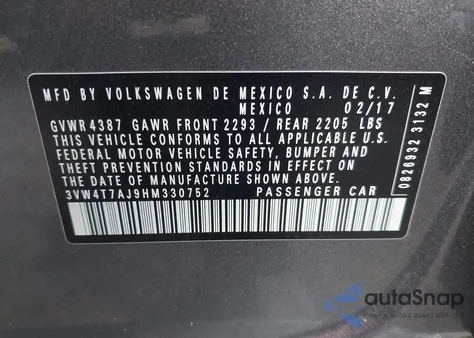 MFD BY VOLKSWAGEN DE MEXICO S.A. DE C.V.
MEXICO 02/17
GVWR 4387 GAWR FRONT 2293 / REAR 2205 LBS
THIS VEHICLE CONFORMS TO ALL APPLICABLE U.S.
FEDERAL MOTOR VEHICLE SAFETY, BUMPER AND
THEFT PREVENTION STANDARDS IN EFFECT ON THE
DATE OF MANUFACTURE SHOWN ABOVE.
3VW4T7AJ9HM330752 PASSENGER CAR
0826932 3132 M
autoSnap